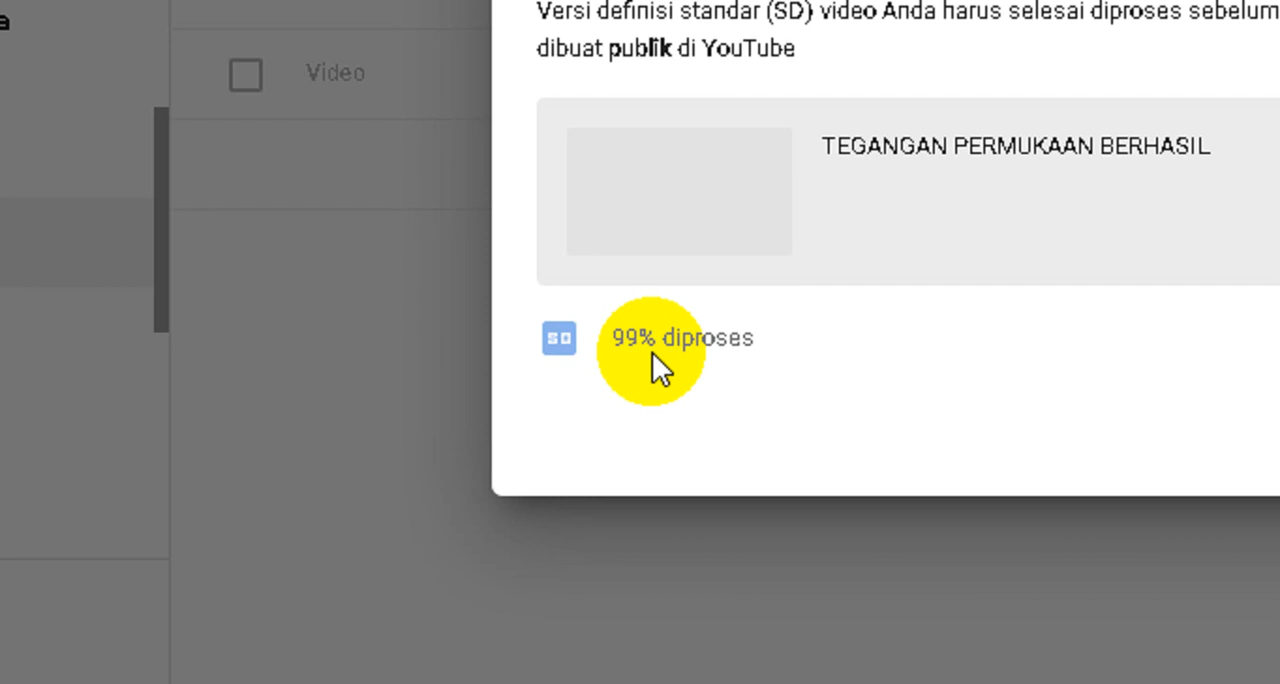 a
Versi definisi standar (SD) video Anda harus selesai diproses sebelum
dibuat publik di YouTube
Video
TEGANGAN PERMUKAAN BERHASIL
SD
99% diproses